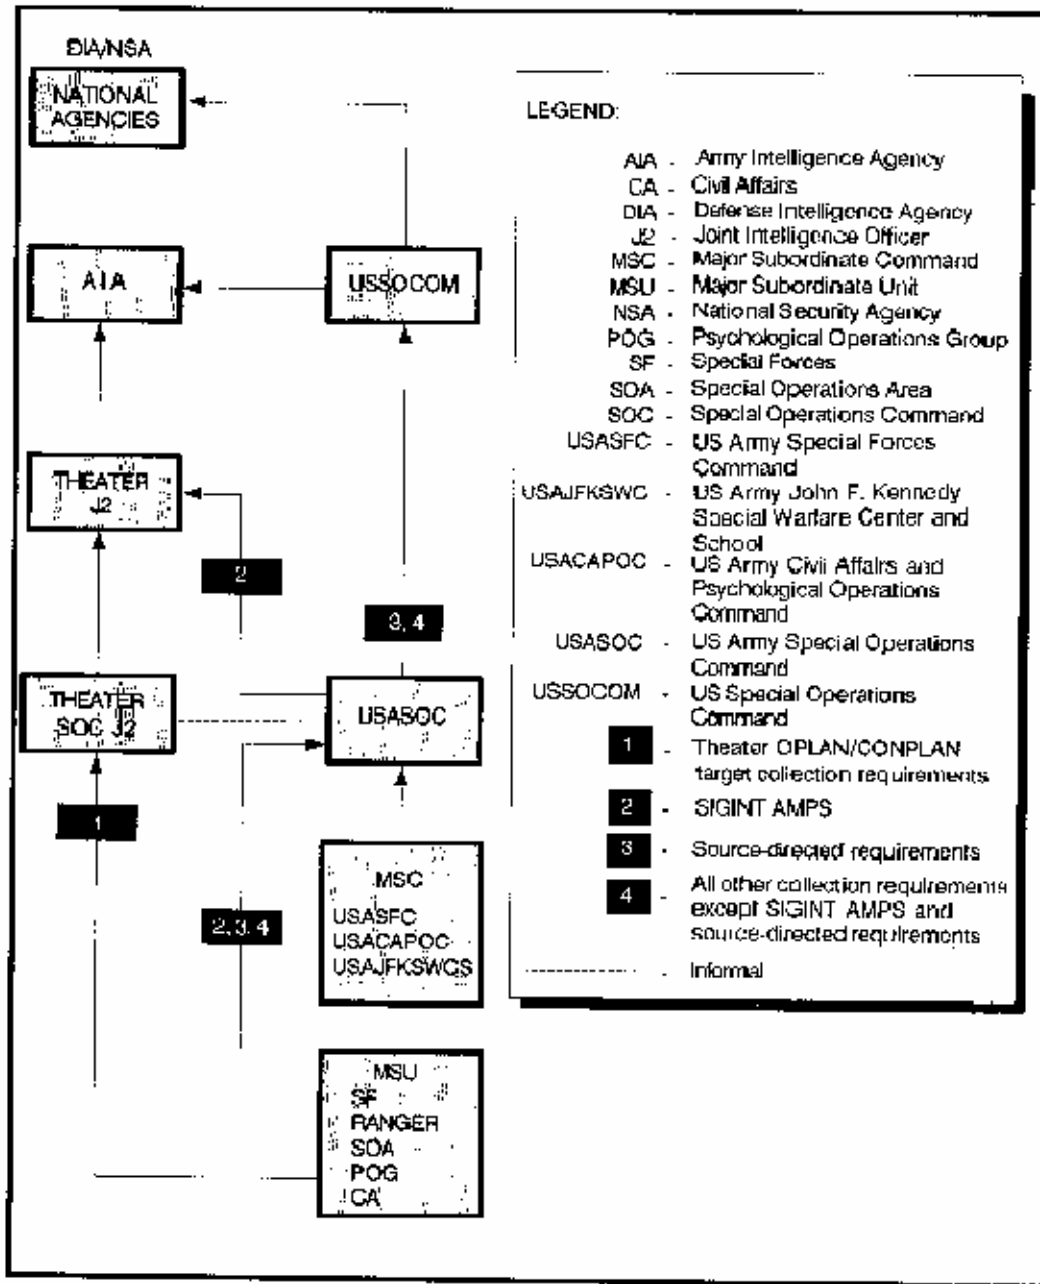 DIA/NSA
NATIONAL
AGENCIES
AIA
USSOCOM
THEATER
J2
2
3, 4
THEATER
SOC J2
USASOC
1
2, 3, 4
MSC
USASFC
USACAPOC
USAJFKSWCS
MSU
SF
RANGER
SOA
POG
CA
LEGEND:
AIA - Army Intelligence Agency
CA - Civil Affairs
DIA - Defense Intelligence Agency
J2 - Joint Intelligence Officer
MSC - Major Subordinate Command
MSU - Major Subordinate Unit
NSA - National Security Agency
POG - Psychological Operations Group
SF - Special Forces
SOA - Special Operations Area
SOC - Special Operations Command
USASFC - US Army Special Forces
Command
USAJFKSWC - US Army John F. Kennedy
Special Warfare Center and
School
USACAPOC - US Army Civil Affairs and
Psychological Operations
Command
USASOC - US Army Special Operations
Command
USSOCOM - US Special Operations
Command
1 - Theater OPLAN/CONPLAN
target collection requirements
2 - SIGINT AMPS
3 - Source-directed requirements
4 - All other collection requirements
except SIGINT AMPS and
source-directed requirements
- Informal